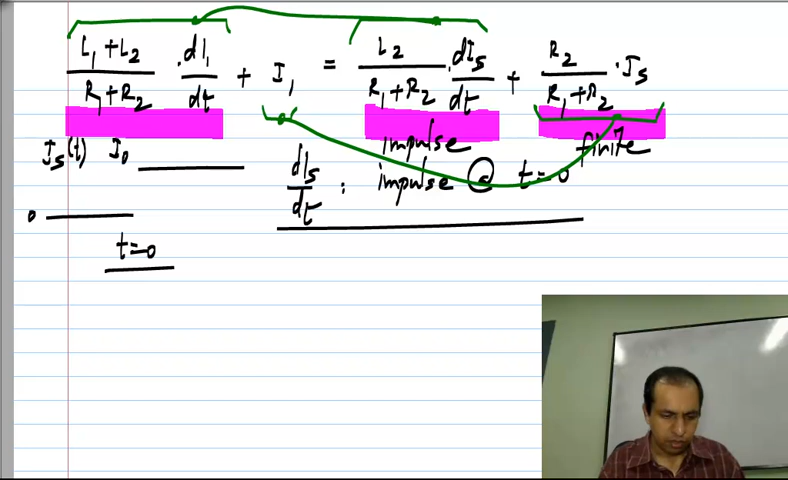 L₁+L₂/R₁+R₂ · dI₁/dt + I₁ = L₂/R₁+R₂ · dIs/dt + R₂/R₁+R₂ · Is
impulse finite
Is(t) I₀ dIs/dt : impulse @ t=0
0
t=0